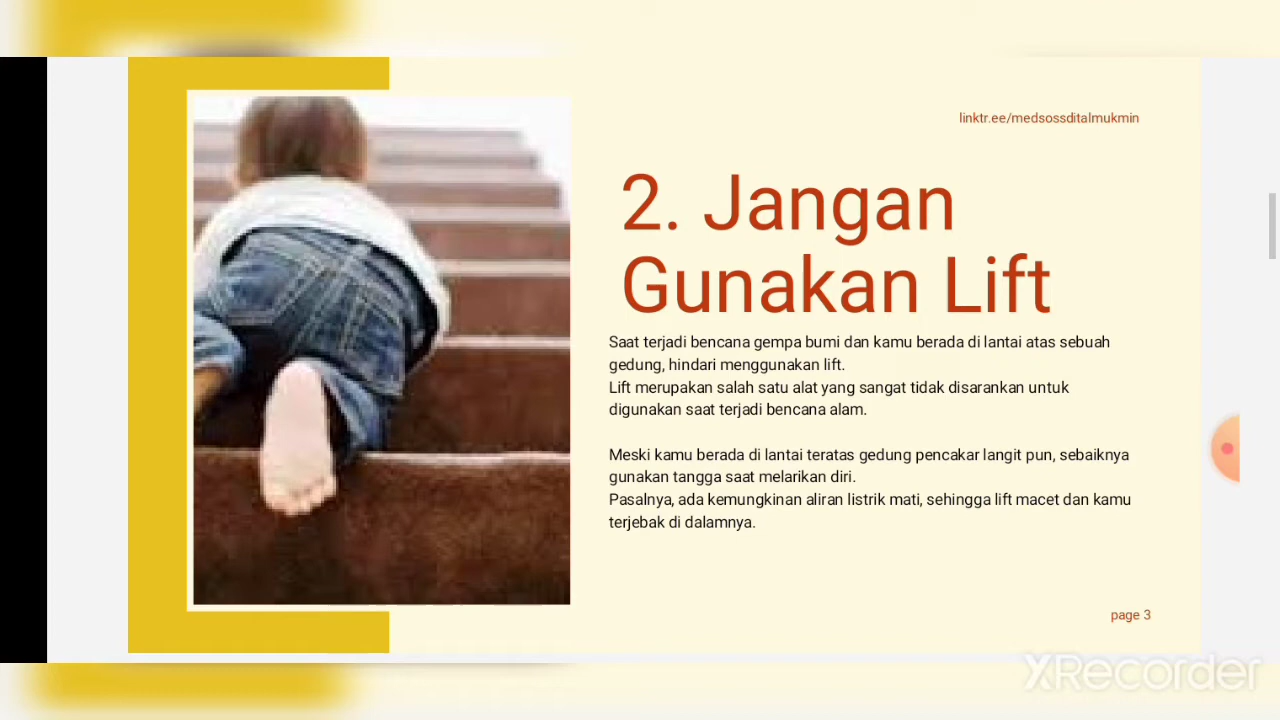 linktr.ee/medsossditalmukmin
2. Jangan
Gunakan Lift
Saat terjadi bencana gempa bumi dan kamu berada di lantai atas sebuah
gedung, hindari menggunakan lift.
Lift merupakan salah satu alat yang sangat tidak disarankan untuk
digunakan saat terjadi bencana alam.
Meski kamu berada di lantai teratas gedung pencakar langit pun, sebaiknya
gunakan tangga saat melarikan diri.
Pasalnya, ada kemungkinan aliran listrik mati, sehingga lift macet dan kamu
terjebak di dalamnya.
page 3
XRecorder